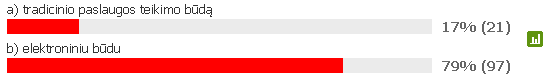 a) tradicinio paslaugos teikimo būdą
17% (21)
b) elektroniniu būdu
79% (97)